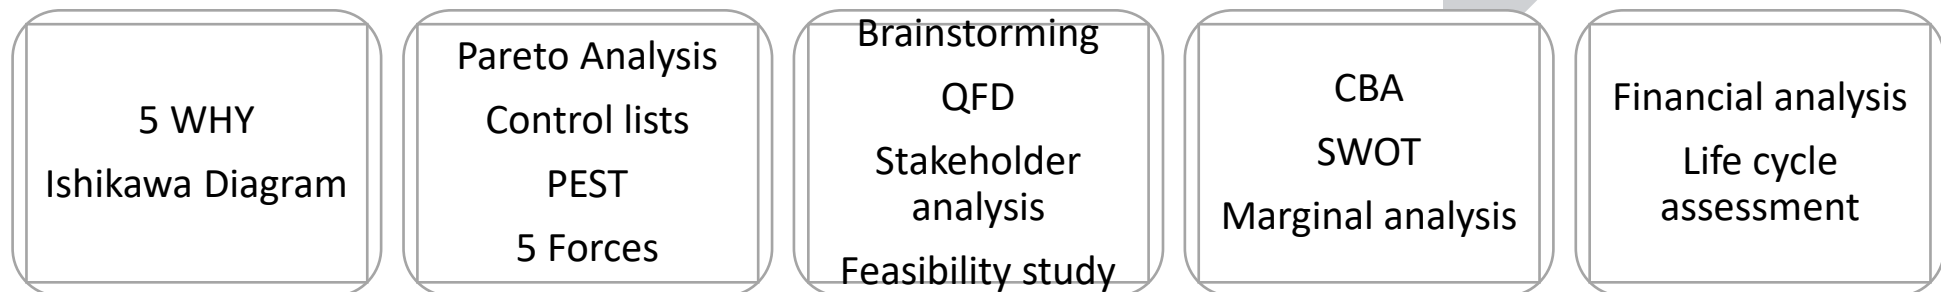 5 WHY
Ishikawa Diagram
Pareto Analysis
Control lists
PEST
5 Forces
Brainstorming
QFD
Stakeholder
analysis
Feasibility study
CBA
SWOT
Marginal analysis
Financial analysis
Life cycle
assessment